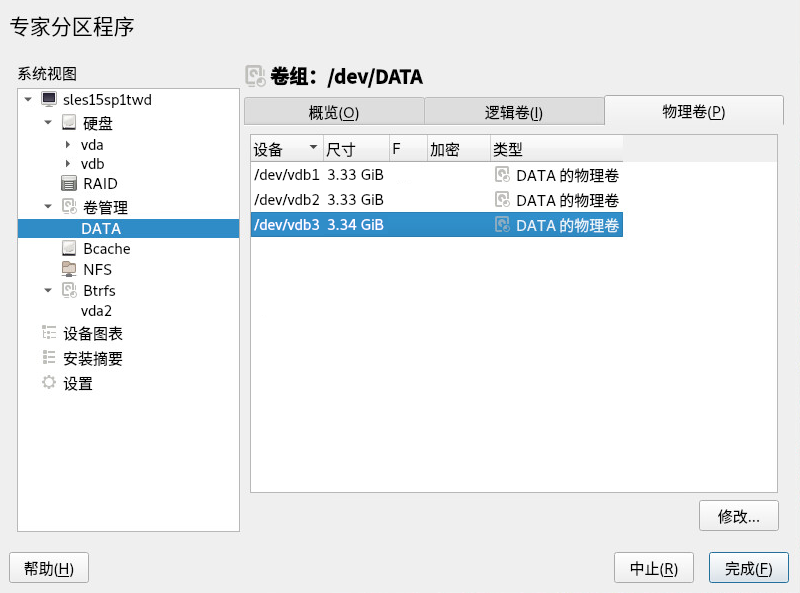 专家分区程序
系统视图
sles15sp1twd
硬盘
vda
vdb
RAID
卷管理
DATA
Bcache
NFS
Btrfs
vda2
设备图表
安装摘要
设置
卷组：/dev/DATA
概览(O) 逻辑卷(I) 物理卷(P)
设备 尺寸 F 加密 类型
/dev/vdb1 3.33 GiB DATA 的物理卷
/dev/vdb2 3.33 GiB DATA 的物理卷
/dev/vdb3 3.34 GiB DATA 的物理卷
修改...
帮助(H) 中止(R) 完成(F)